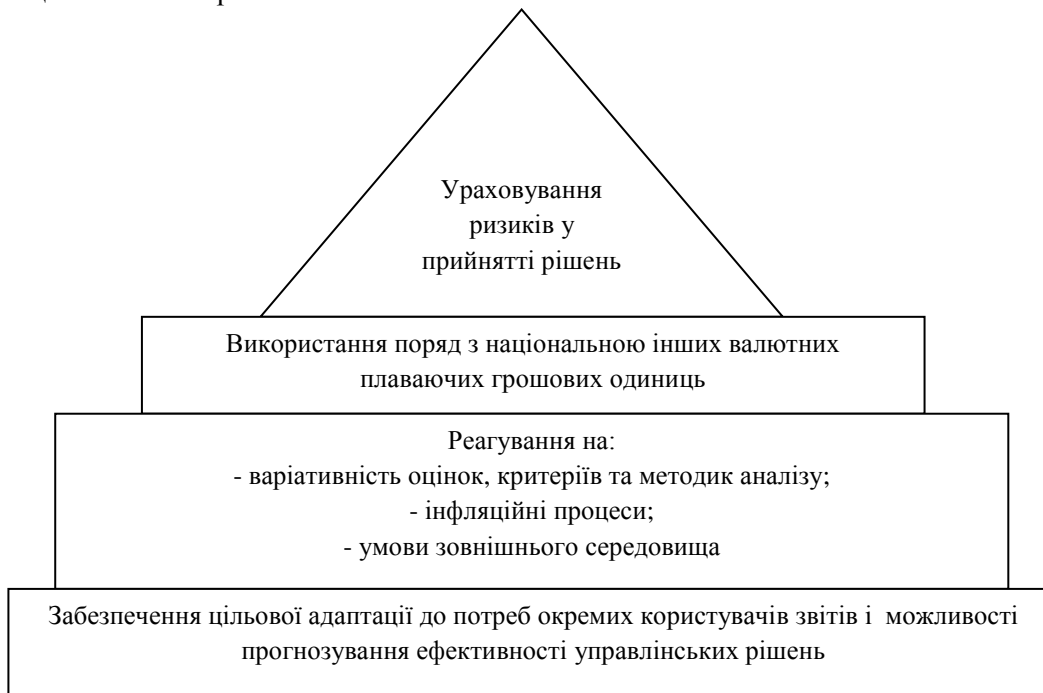 Ураховування
ризиків у
прийнятті рішень
Використання поряд з національною інших валютних
плаваючих грошових одиниць
Реагування на:
- варіативність оцінок, критеріїв та методик аналізу;
- інфляційні процеси;
- умови зовнішнього середовища
Забезпечення цільової адаптації до потреб окремих користувачів звітів і можливості
прогнозування ефективності управлінських рішень